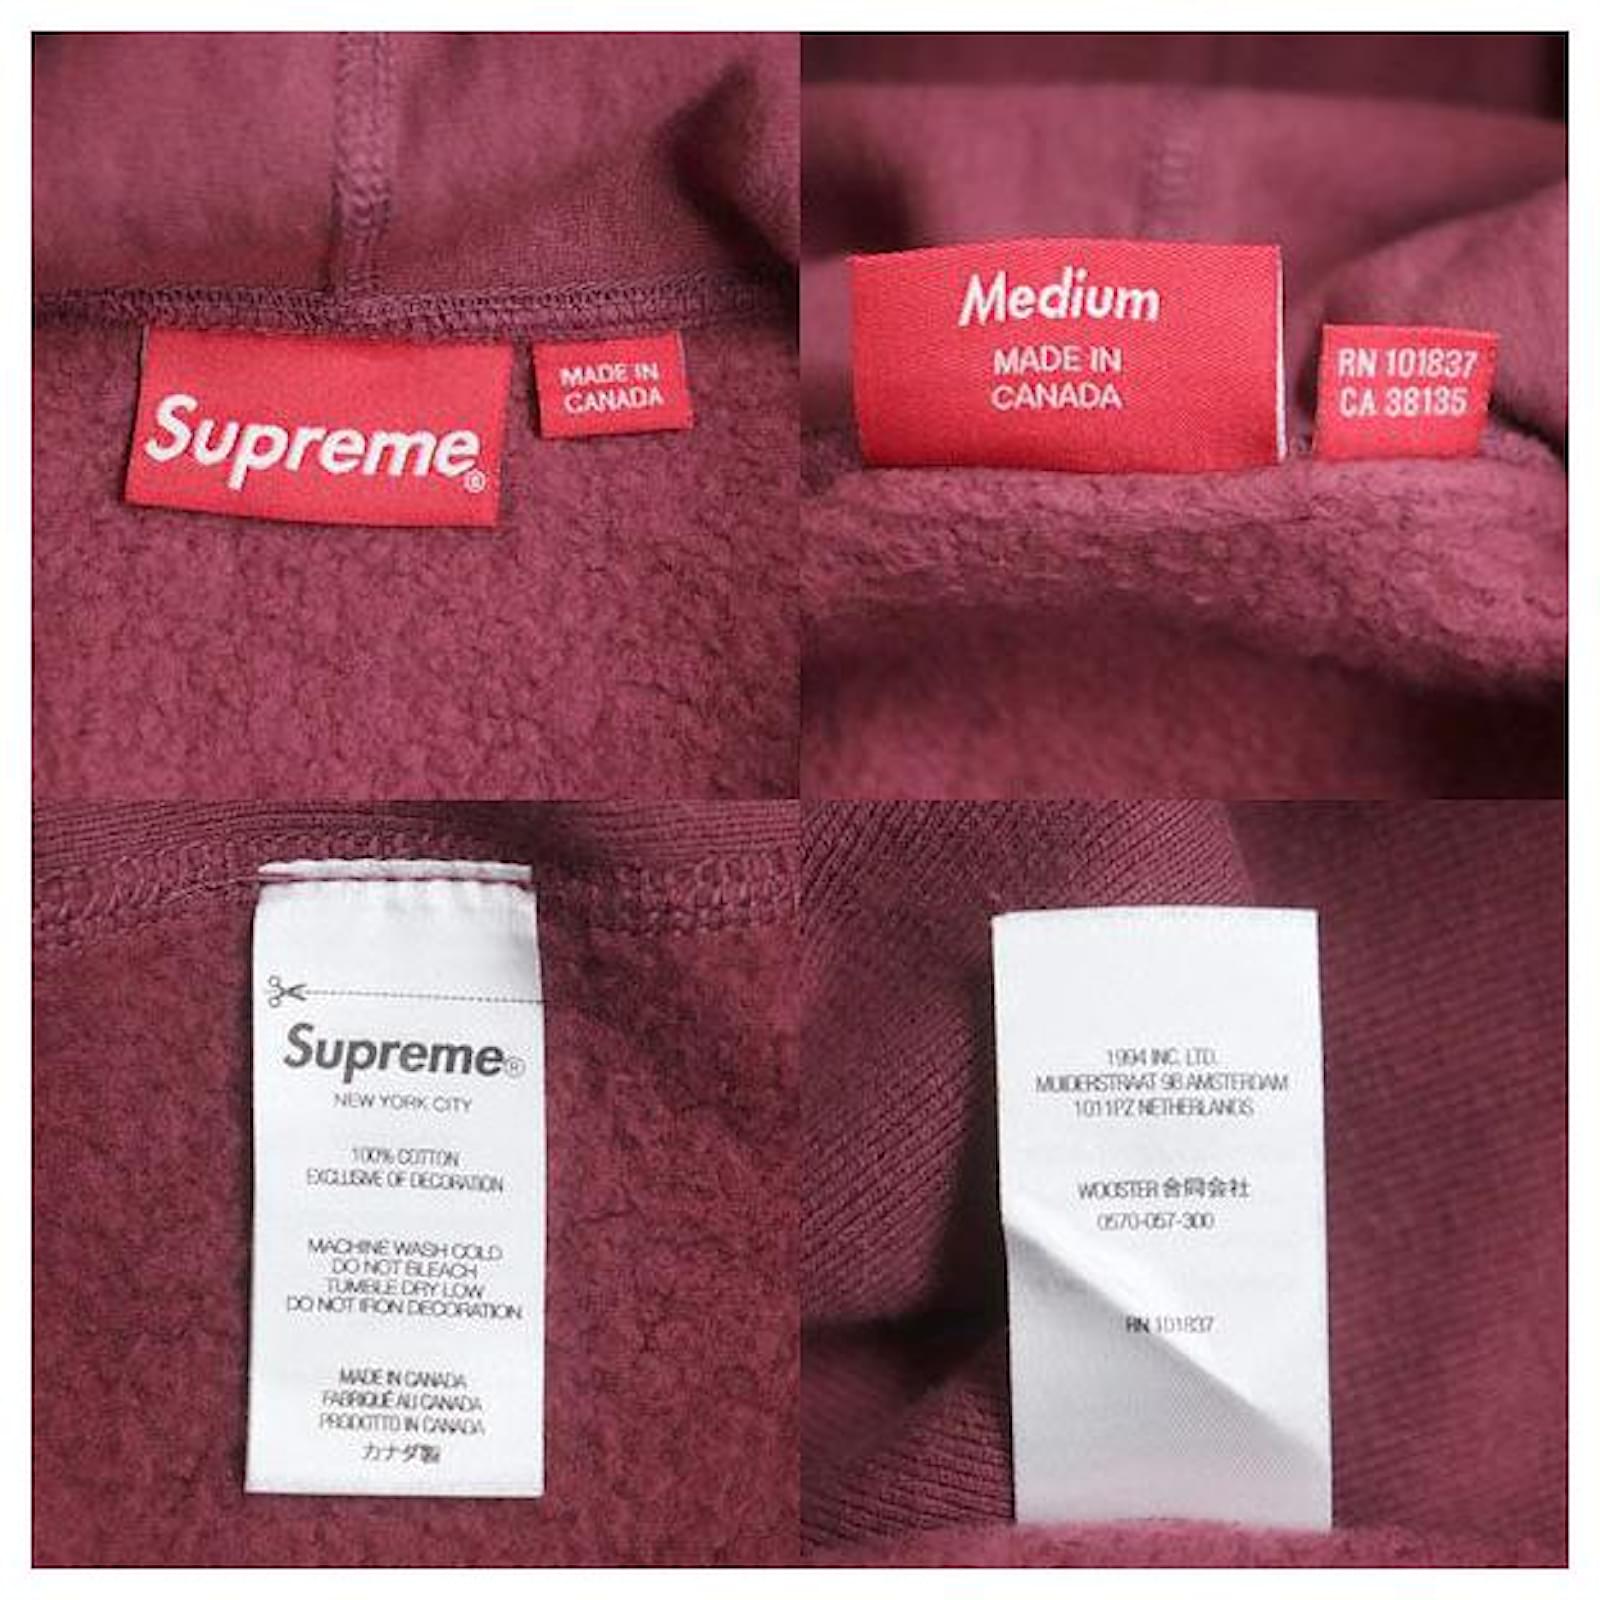 Supreme®
MADE IN
CANADA
Medium
MADE IN
CANADA
RN 101837
CA 38135
Supreme®
NEW YORK CITY
100% COTTON
EXCLUSIVE OF DECORATION
MACHINE WASH COLD
DO NOT BLEACH
TUMBLE DRY LOW
DO NOT IRON DECORATION
MADE IN CANADA
FABRIQUÉ AU CANADA
PRODOTTO IN CANADA
カナダ製
1994 INC. LTD.
MUIDERSTRAAT 9B AMSTERDAM
1011PZ NETHERLANDS
WOOSTER 合同会社
0570-057-300
RN 101837